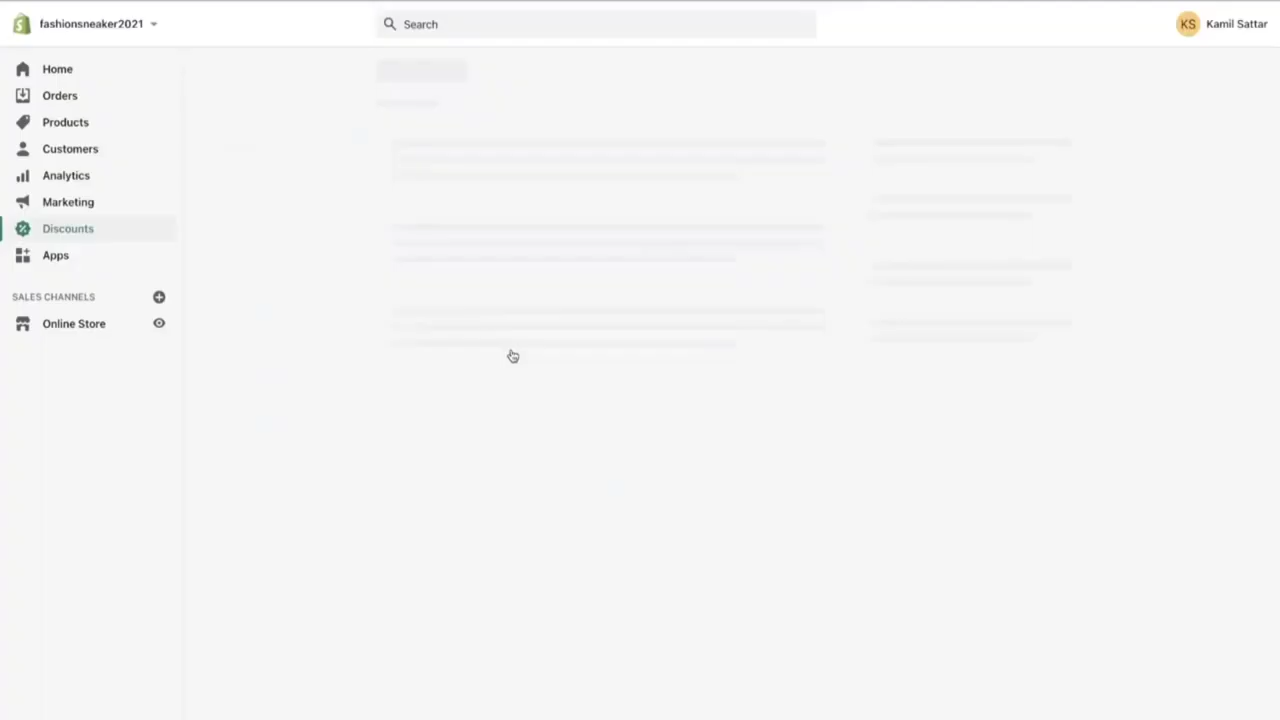 fashionsneaker2021
Search
KS
Kamil Sattar
Home
Orders
Products
Customers
Analytics
Marketing
Discounts
Apps
SALES CHANNELS
Online Store